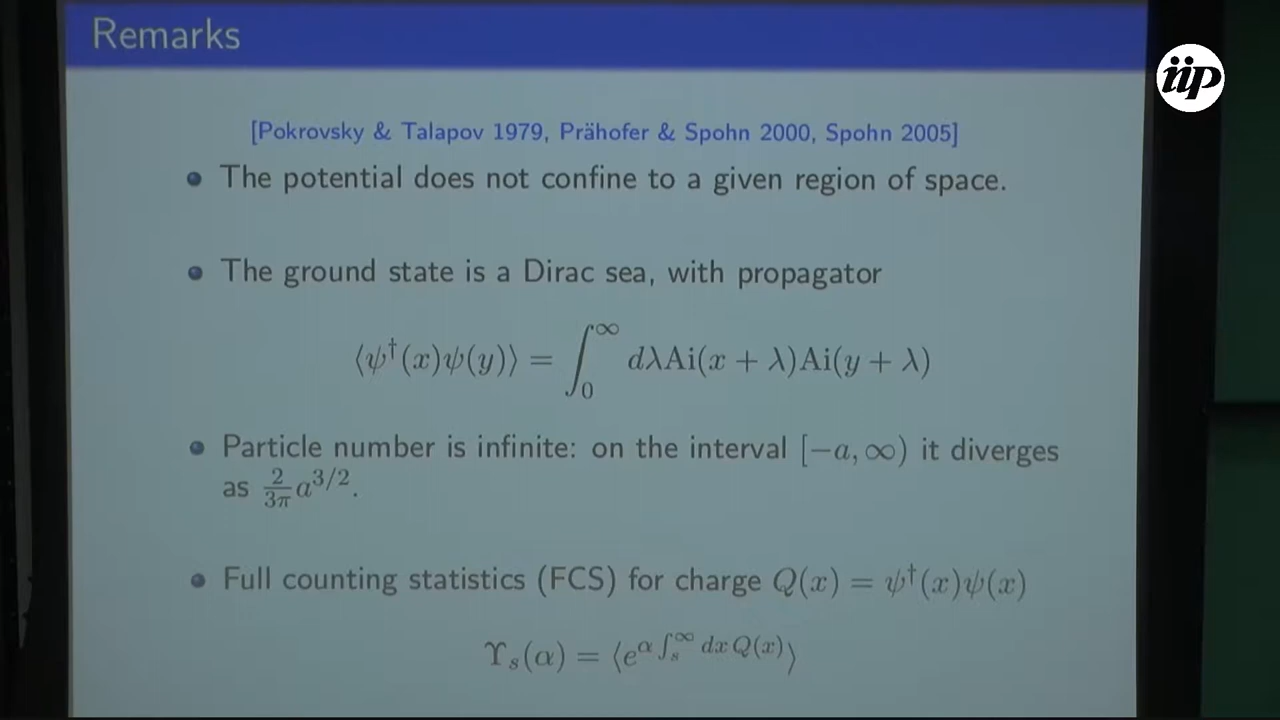 Remarks
iip
[Pokrovsky & Talapov 1979, Prähofer & Spohn 2000, Spohn 2005]
• The potential does not confine to a given region of space.
• The ground state is a Dirac sea, with propagator
⟨ψ†(x)ψ(y)⟩ = ∫₀^∞ dλAi(x + λ)Ai(y + λ)
• Particle number is infinite: on the interval [−a, ∞) it diverges
as 2/(3π) a^{3/2}.
• Full counting statistics (FCS) for charge Q(x) = ψ†(x)ψ(x)
Υ_s(α) = ⟨e^{α ∫_s^∞ dx Q(x)}⟩